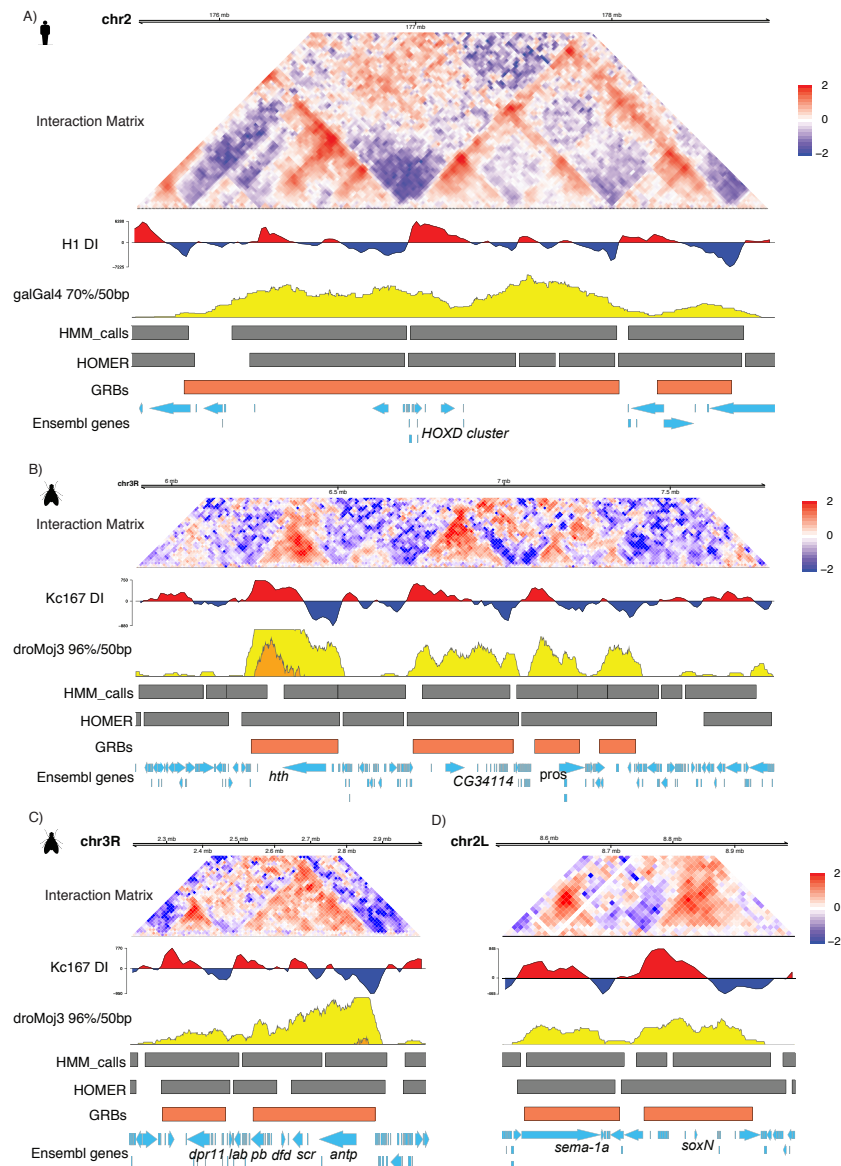 A)
chr2
176 mb
177 mb
178 mb
Interaction Matrix
2
0
−2
H1 DI
0
galGal4 70%/50bp
HMM_calls
HOMER
GRBs
Ensembl genes
HOXD cluster
B)
chr3R
6 mb
6.5 mb
7 mb
7.5 mb
Interaction Matrix
2
0
−2
Kc167 DI
0
droMoj3 96%/50bp
HMM_calls
HOMER
GRBs
Ensembl genes
hth
CG34114
pros
C)
chr3R
2.3 mb
2.4 mb
2.5 mb
2.6 mb
2.7 mb
2.8 mb
2.9 mb
Interaction Matrix
Kc167 DI
770
0
droMoj3 96%/50bp
HMM_calls
HOMER
GRBs
Ensembl genes
dpr11 lab pb dfd scr antp
D)
chr2L
8.6 mb
8.7 mb
8.8 mb
8.9 mb
2
0
−2
0
sema-1a
soxN